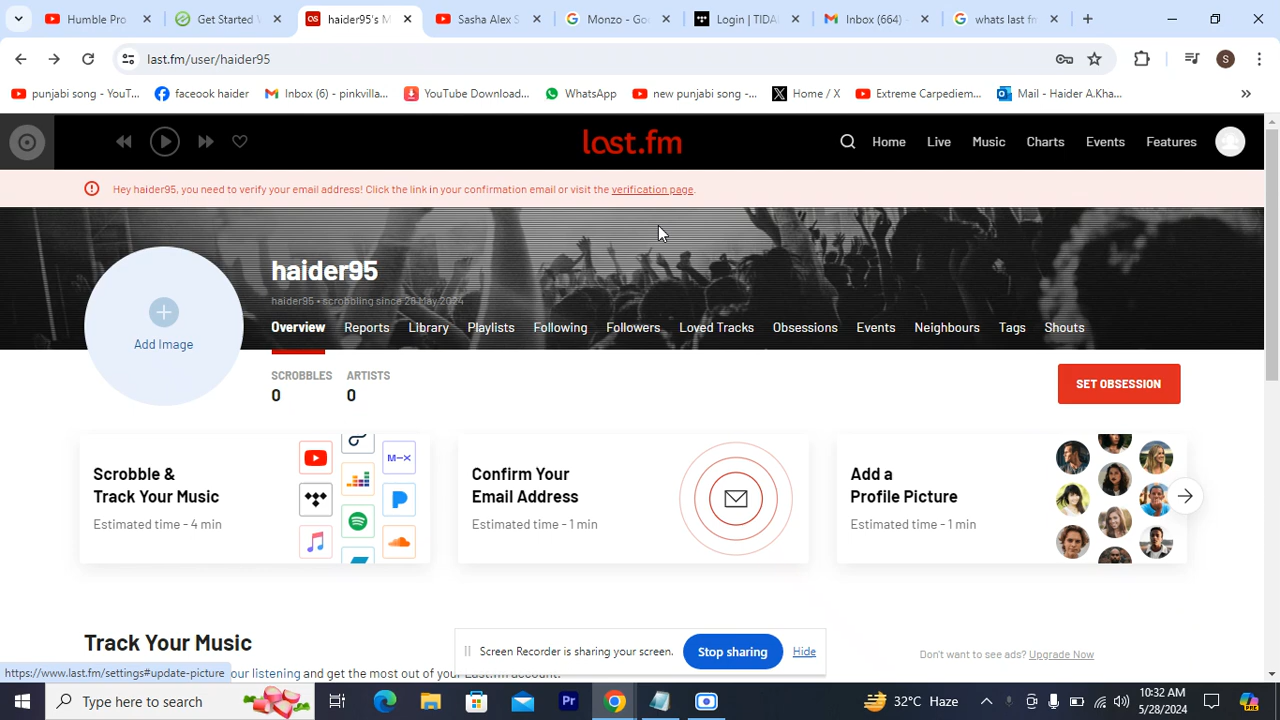 Humble Pro
Get Started V
haider95's M
Sasha Alex S
Monzo - Go
Login | TIDA
Inbox (664) -
whats last fm
last.fm/user/haider95
S
punjabi song - YouT...
faceook haider
Inbox (6) - pinkvilla...
YouTube Download...
WhatsApp
new punjabi song -...
Home / X
Extreme Carpediem...
Mail - Haider A.Kha...
last.fm
Home
Live
Music
Charts
Events
Features
Hey haider95, you need to verify your email address! Click the link in your confirmation email or visit the verification page.
haider95
haider95 • scrobbling since 28 May 2024
Overview
Reports
Library
Playlists
Following
Followers
Loved Tracks
Obsessions
Events
Neighbours
Tags
Shouts
Add Image
SCROBBLES
0
ARTISTS
0
SET OBSESSION
Scrobble &
Track Your Music
Estimated time - 4 min
Confirm Your
Email Address
Estimated time - 1 min
Add a
Profile Picture
Estimated time - 1 min
Track Your Music
Screen Recorder is sharing your screen.
Stop sharing
Hide
Don't want to see ads? Upgrade Now
https://www.last.fm/settings#update-picture
our listening and get the most out of your Last.fm account.
Type here to search
Pr
32°C Haze
10:32 AM
5/28/2024